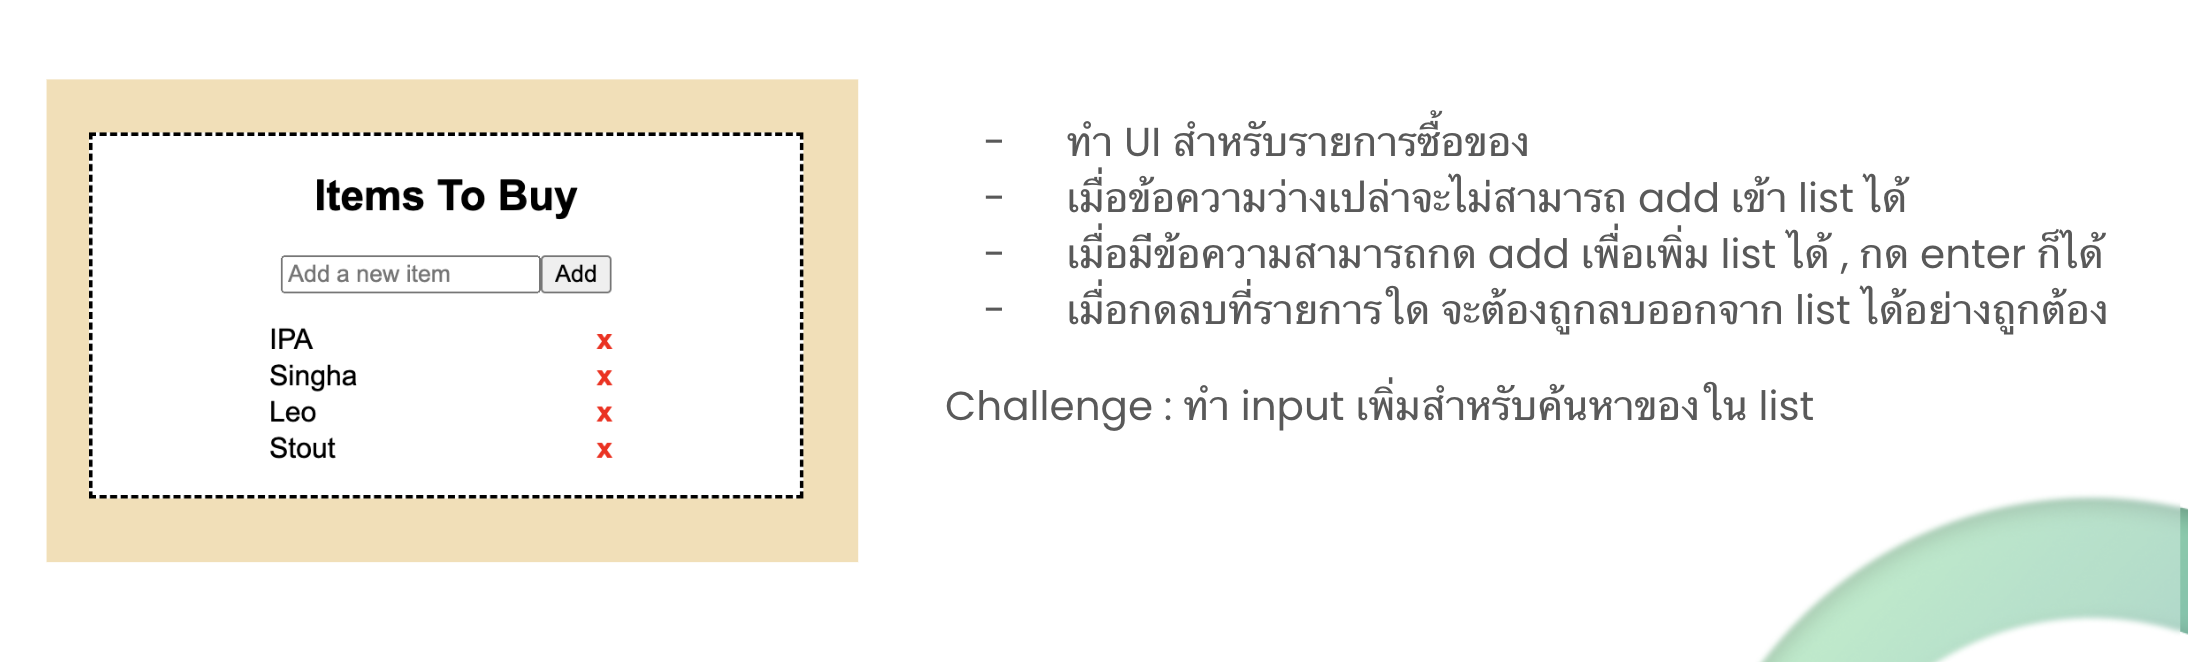 Items To Buy
Add a new item Add
IPA x
Singha x
Leo x
Stout x
- ทำ UI สำหรับรายการซื้อของ
- เมื่อข้อความว่างเปล่าจะไม่สามารถ add เข้า list ได้
- เมื่อมีข้อความสามารถกด add เพื่อเพิ่ม list ได้ , กด enter ก็ได้
- เมื่อกดลบที่รายการใด จะต้องถูกลบออกจาก list ได้อย่างถูกต้อง
Challenge : ทำ input เพิ่มสำหรับค้นหาของใน list